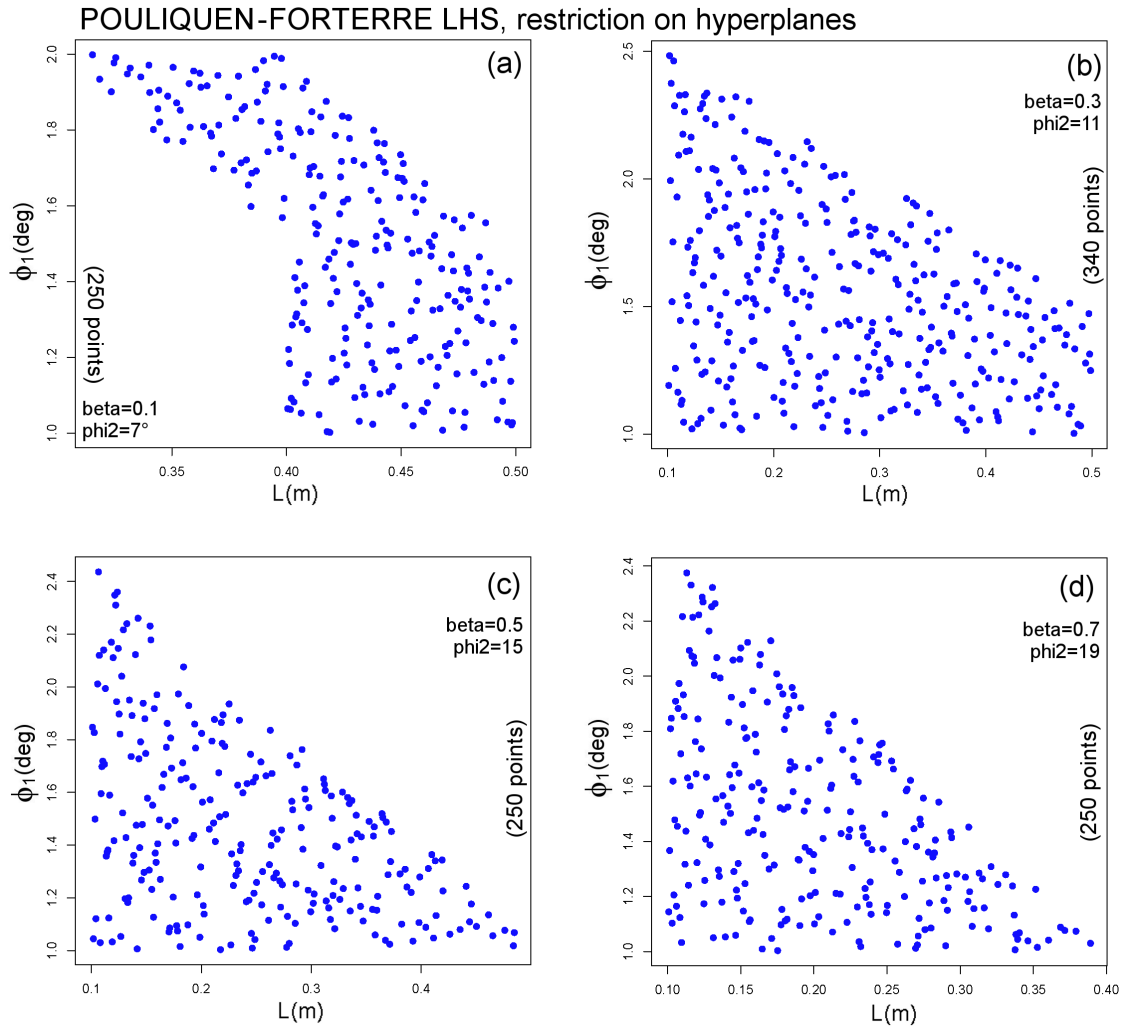 POULIQUEN-FORTERRE LHS, restriction on hyperplanes
(a)
2.0
1.8
1.6
1.4
1.2
1.0
ϕ1(deg)
(250 points)
beta=0.1
phi2=7°
0.35 0.40 0.45 0.50
L(m)
(b)
beta=0.3
phi2=11
(340 points)
2.5
2.0
1.5
1.0
ϕ1(deg)
0.1 0.2 0.3 0.4 0.5
L(m)
(c)
beta=0.5
phi2=15
(250 points)
2.4
2.2
2.0
1.8
1.6
1.4
1.2
1.0
ϕ1(deg)
0.1 0.2 0.3 0.4
L(m)
(d)
beta=0.7
phi2=19
(250 points)
2.4
2.2
2.0
1.8
1.6
1.4
1.2
1.0
ϕ1(deg)
0.10 0.15 0.20 0.25 0.30 0.35 0.40
L(m)